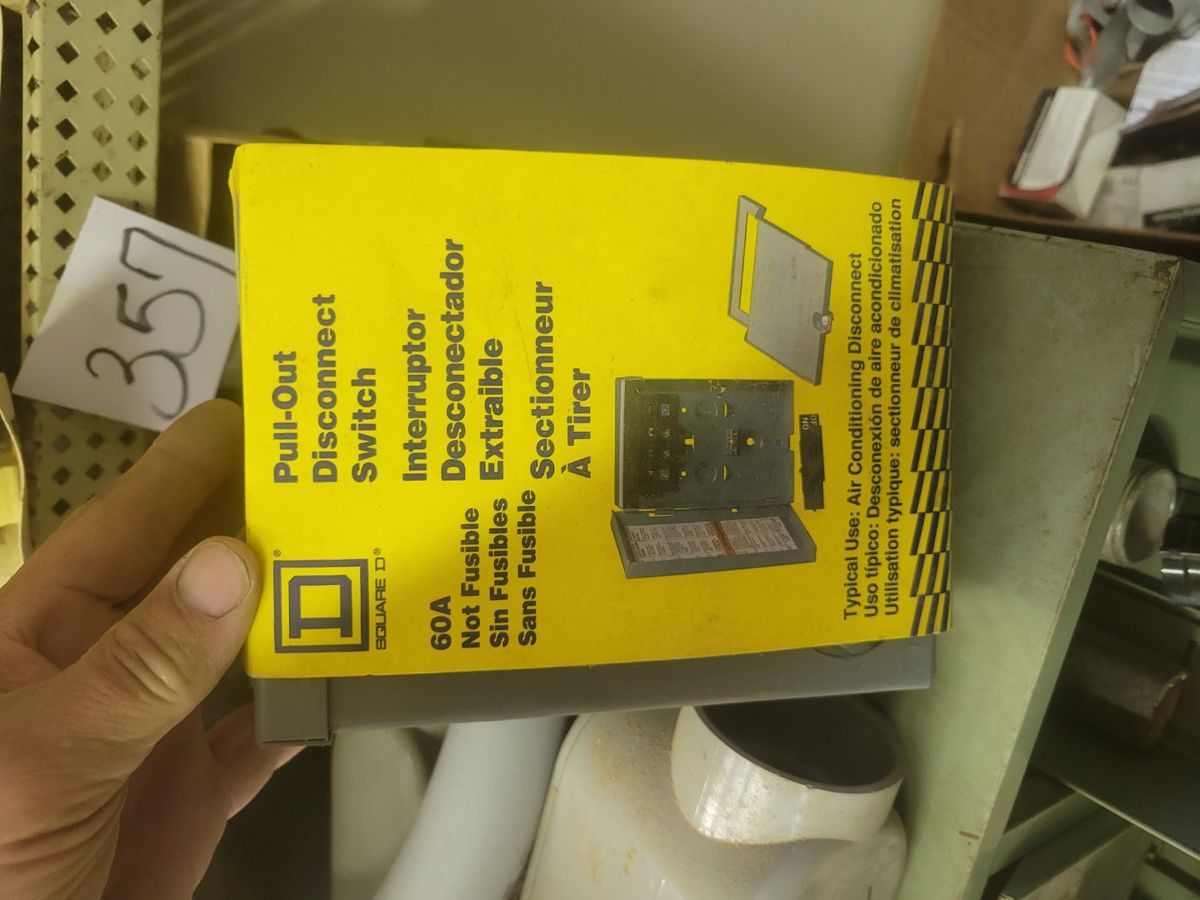 357
Pull-Out
Disconnect
Switch
Interruptor
Desconectador
Extraible
Sectionneur
À Tirer
D®
SQUARE D®
60A
Not Fusible
Sin Fusibles
Sans Fusible
OFF
ON
Typical Use: Air Conditioning Disconnect
Uso típico: Desconexión de aire acondicionado
Utilisation typique: sectionneur de climatisation